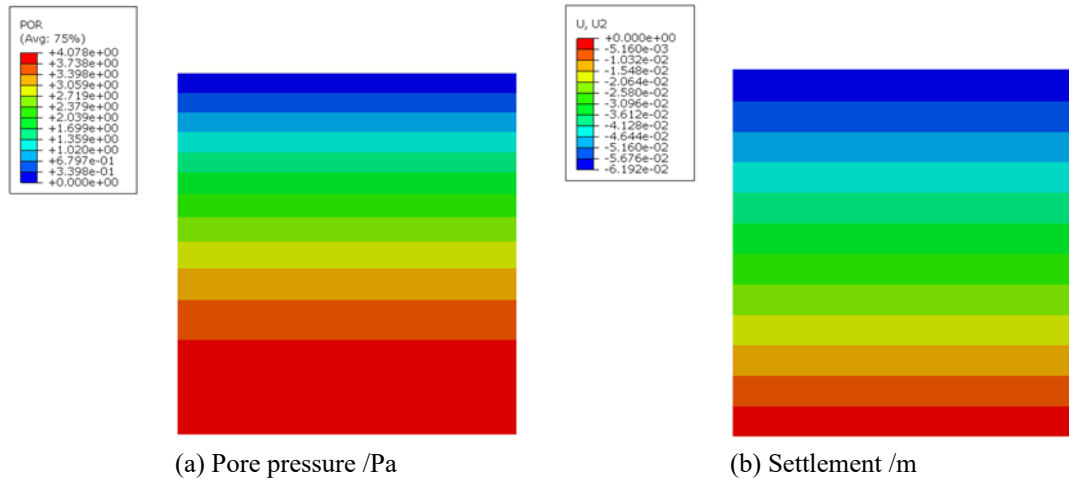 POR
(Avg: 75%)
+4.078e+00
+3.738e+00
+3.398e+00
+3.059e+00
+2.719e+00
+2.379e+00
+2.039e+00
+1.699e+00
+1.359e+00
+1.020e+00
+6.797e-01
+3.398e-01
+0.000e+00
U, U2
+0.000e+00
-5.160e-03
-1.032e-02
-1.548e-02
-2.064e-02
-2.580e-02
-3.096e-02
-3.612e-02
-4.128e-02
-4.644e-02
-5.160e-02
-5.676e-02
-6.192e-02
(a) Pore pressure /Pa
(b) Settlement /m